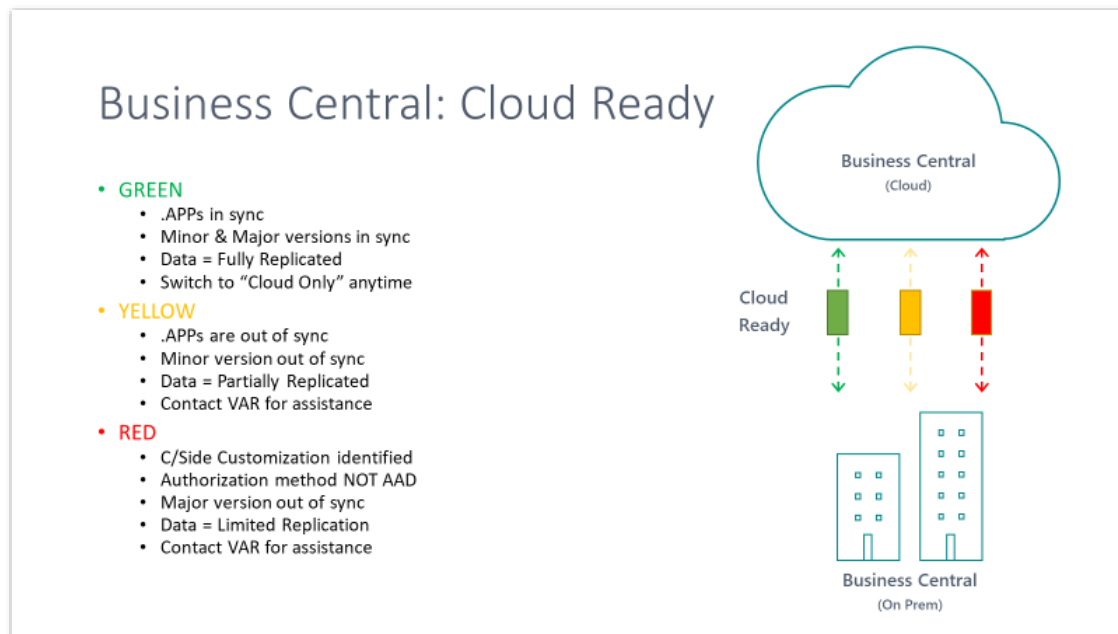 Business Central: Cloud Ready
• GREEN
• .APPs in sync
• Minor & Major versions in sync
• Data = Fully Replicated
• Switch to “Cloud Only” anytime
• YELLOW
• .APPs are out of sync
• Minor version out of sync
• Data = Partially Replicated
• Contact VAR for assistance
• RED
• C/Side Customization identified
• Authorization method NOT AAD
• Major version out of sync
• Data = Limited Replication
• Contact VAR for assistance
Business Central
(Cloud)
Cloud
Ready
Business Central
(On Prem)